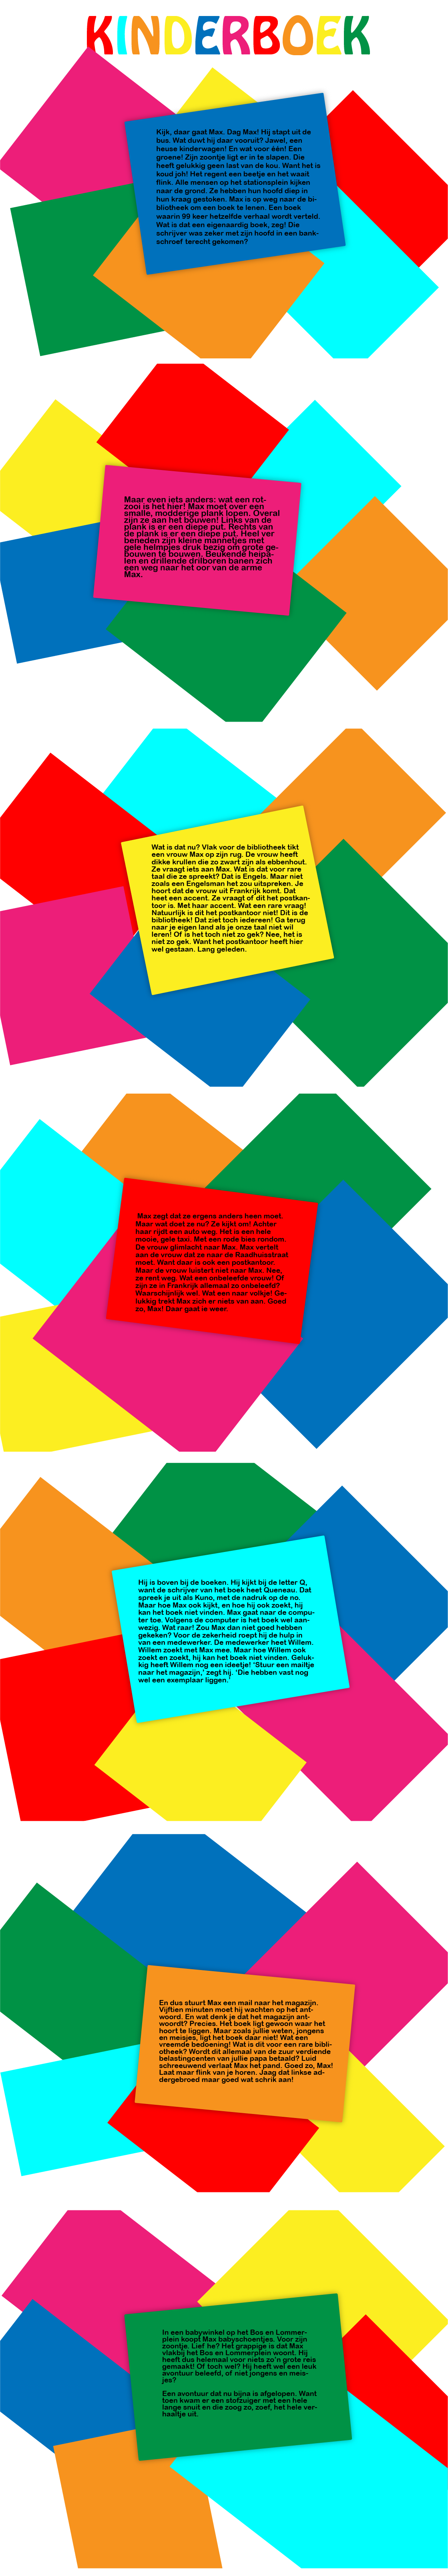 KINDERBOEK
Kijk, daar gaat Max. Dag Max! Hij stapt uit de
bus. Wat duwt hij daar vooruit? Jawel, een
heuse kinderwagen! En wat voor één! Een
groene! Zijn zoontje ligt er in te slapen. Die
heeft gelukkig geen last van de kou. Want het is
koud joh! Het regent een beetje en het waait
flink. Alle mensen op het stationsplein kijken
naar de grond. Ze hebben hun hoofd diep in
hun kraag gestoken. Max is op weg naar de bi-
bliotheek om een boek te lenen. Een boek
waarin 99 keer hetzelfde verhaal wordt verteld.
Wat is dat een eigenaardig boek, zeg! Die
schrijver was zeker met zijn hoofd in een bank-
schroef terecht gekomen?
Maar even iets anders: wat een rot-
zooi is het hier! Max moet over een
smalle, modderige plank lopen. Overal
zijn ze aan het bouwen! Links van de
plank is er een diepe put. Rechts van
de plank is er een diepe put. Heel ver
beneden zijn kleine mannetjes met
gele helmpjes druk bezig om grote ge-
bouwen te bouwen. Beukende heipa-
len en drillende drilboren banen zich
een weg naar het oor van de arme
Max.
Wat is dat nu? Vlak voor de bibliotheek tikt
een vrouw Max op zijn rug. De vrouw heeft
dikke krullen die zo zwart zijn als ebbenhout.
Ze vraagt iets aan Max. Wat is dat voor rare
taal die ze spreekt? Dat is Engels. Maar niet
zoals een Engelsman het zou uitspreken. Je
hoort dat de vrouw uit Frankrijk komt. Dat
heet een accent. Ze vraagt of dit het postkan-
toor is. Met haar accent. Wat een rare vraag!
Natuurlijk is dit het postkantoor niet! Dit is de
bibliotheek! Dat ziet toch iedereen! Ga terug
naar je eigen land als je onze taal niet wil
leren! Of is het toch niet zo gek? Nee, het is
niet zo gek. Want het postkantoor heeft hier
wel gestaan. Lang geleden.
Max zegt dat ze ergens anders heen moet.
Maar wat doet ze nu? Ze kijkt om! Achter
haar rijdt een auto weg. Het is een hele
mooie, gele taxi. Met een rode bies rondom.
De vrouw glimlacht naar Max. Max vertelt
aan de vrouw dat ze naar de Raadhuisstraat
moet. Want daar is ook een postkantoor.
Maar de vrouw luistert niet naar Max. Nee,
ze rent weg. Wat een onbeleefde vrouw! Of
zijn ze in Frankrijk allemaal zo onbeleefd?
Waarschijnlijk wel. Wat een naar volkje! Ge-
lukkig trekt Max zich er niets van aan. Goed
zo, Max! Daar gaat ie weer.
Hij is boven bij de boeken. Hij kijkt bij de letter Q,
want de schrijver van het boek heet Quereau. Dat
spreek je uit als Kuno, met de nadruk op de no.
Maar hoe Max ook kijkt, en hoe hij ook zoekt, hij
kan het boek niet vinden. Max gaat naar de compu-
ter toe. Volgens de computer is het boek wel aan-
wezig. Wat raar! Zou Max dan niet goed hebben
gekeken? Voor de zekerheid roept hij de hulp in
van een medewerker. De medewerker heet Willem.
Willem zoekt met Max mee. Maar hoe Willem ook
zoekt en zoekt, hij kan het boek niet vinden. Geluk-
kig heeft Willem nog een ideetje! 'Stuur een mailtje
naar het magazijn,' zegt hij. 'Die hebben vast nog
wel een exemplaar liggen.'
En dus stuurt Max een mail naar het magazijn.
Vijftien minuten moet hij wachten op het ant-
woord. En wat denk je dat het magazijn ant-
woordt? Precies. Het boek ligt gewoon waar het
hoort te liggen. Maar zoals jullie weten, jongens
en meisjes, ligt het boek daar niet! Wat een
vreemde bedoening! Wat is dit voor een rare bibli-
otheek? Wordt dit allemaal van de zuur verdiende
belastingcenten van jullie papa betaald? Luid
schreeuwend verlaat Max het pand. Goed zo, Max!
Laat maar flink van je horen. Jaag dat linkse ad-
dergebroed maar goed wat schrik aan!
In een babywinkel op het Bos en Lommer-
plein koopt Max babyschoentjes. Voor zijn
zoontje. Lief he? Het grappige is dat Max
vlakbij het Bos en Lommerplein woont. Hij
heeft dus helemaal voor niets zo'n grote reis
gemaakt! Of toch wel? Hij heeft wel een leuk
avontuur beleefd, of niet jongens en meis-
jes?
Een avontuur dat nu bijna is afgelopen. Want
toen kwam er een stofzuiger met een hele
lange snuit en die zoog zo, zoef, het hele ver-
haaltje uit.